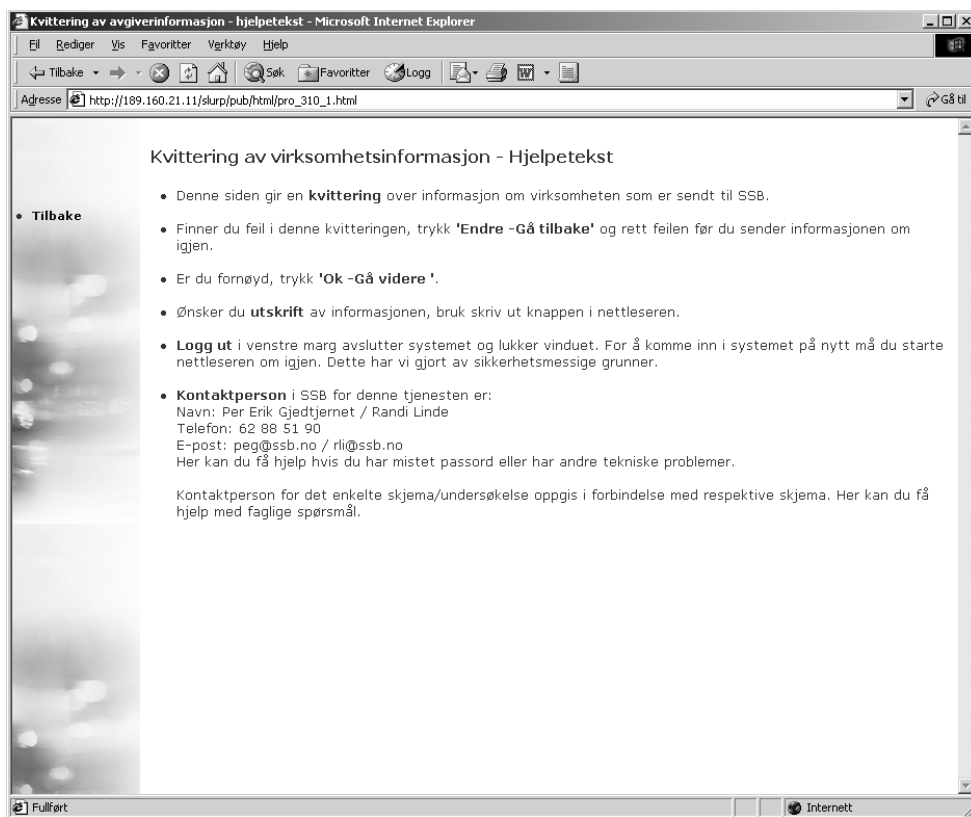 Kvittering av avgiverinformasjon - hjelpetekst - Microsoft Internet Explorer
Fil Rediger Vis Favoritter Verktøy Hjelp
Tilbake Søk Favoritter Logg
Adresse http://189.160.21.11/slurp/pub/html/pro_310_1.html Gå til
Kvittering av virksomhetsinformasjon - Hjelpetekst
• Tilbake
• Denne siden gir en kvittering over informasjon om virksomheten som er sendt til SSB.
• Finner du feil i denne kvitteringen, trykk 'Endre -Gå tilbake' og rett feilen før du sender informasjonen om
igjen.
• Er du fornøyd, trykk 'Ok -Gå videre '.
• Ønsker du utskrift av informasjonen, bruk skriv ut knappen i nettleseren.
• Logg ut i venstre marg avslutter systemet og lukker vinduet. For å komme inn i systemet på nytt må du starte
nettleseren om igjen. Dette har vi gjort av sikkerhetsmessige grunner.
• Kontaktperson i SSB for denne tjenesten er:
Navn: Per Erik Gjedtjernet / Randi Linde
Telefon: 62 88 51 90
E-post: peg@ssb.no / rli@ssb.no
Her kan du få hjelp hvis du har mistet passord eller har andre tekniske problemer.
Kontaktperson for det enkelte skjema/undersøkelse oppgis i forbindelse med respektive skjema. Her kan du få
hjelp med faglige spørsmål.
Fullført Internett